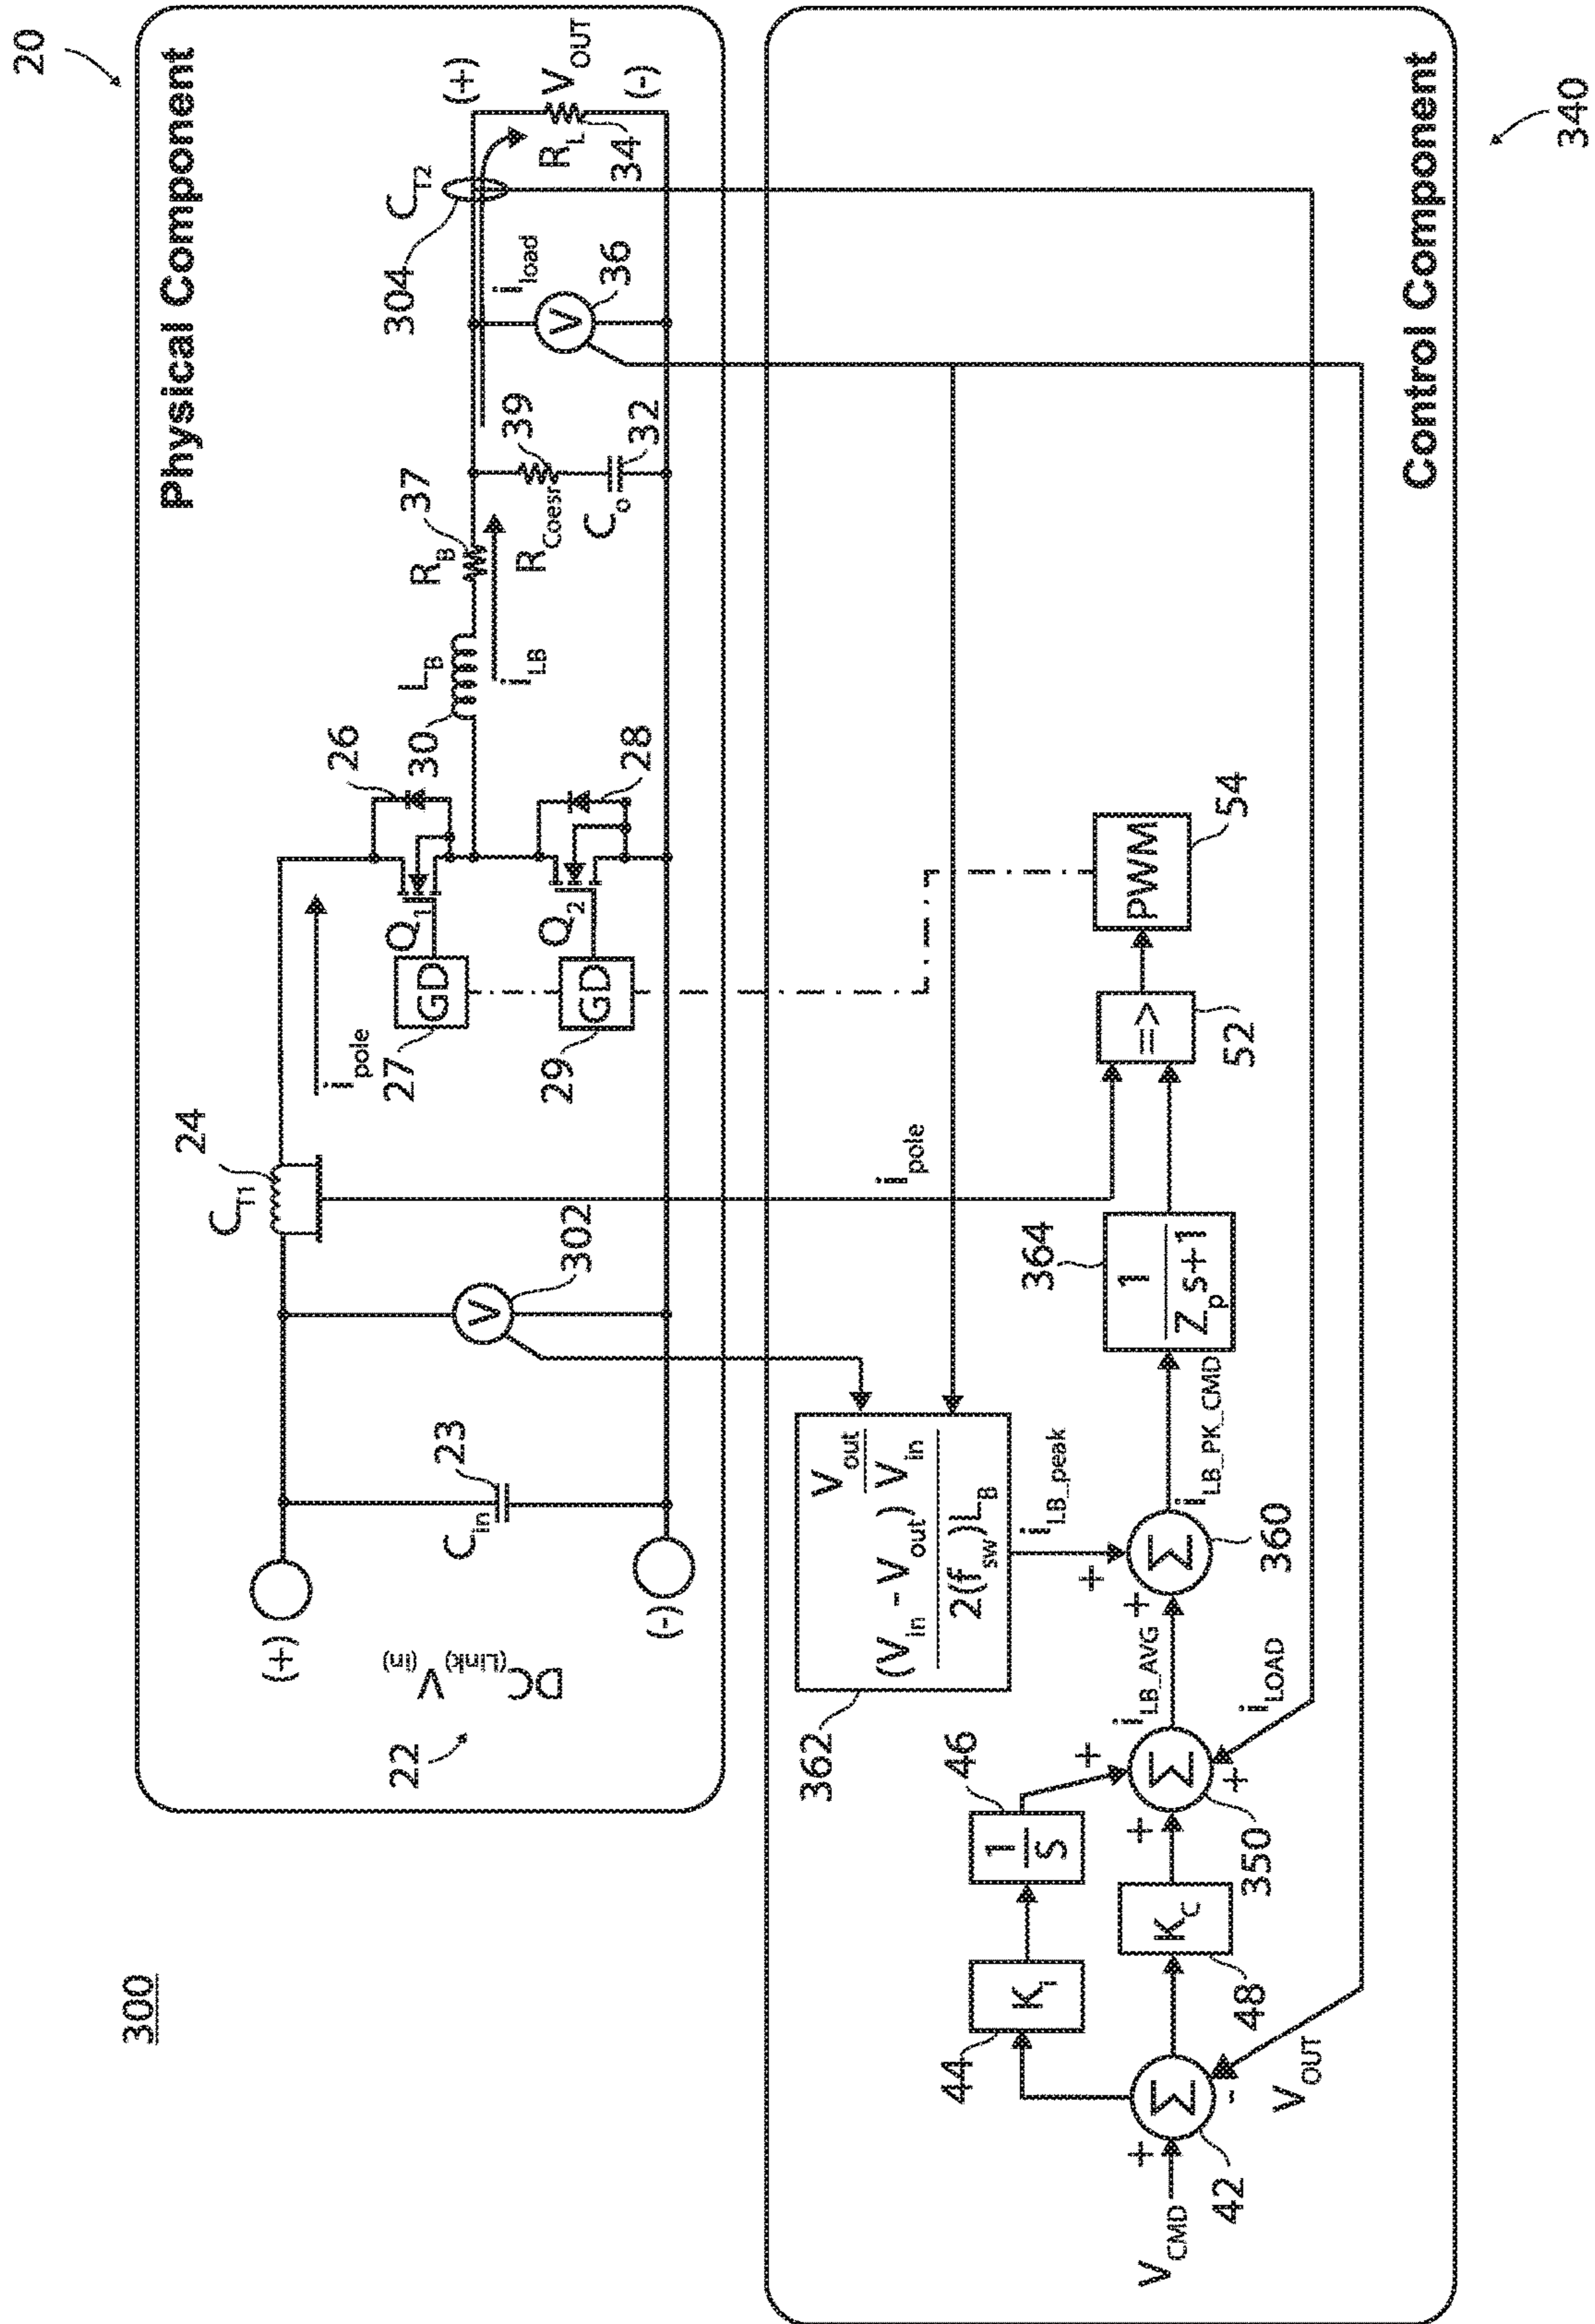 300
20
Physical Component
22
DC(Link)V(in)
(+)
(-)
Cin
23
302
V
CT1
24
ipole
27
GD
Q1
26
29
GD
Q2
28
30
LB
iLB
RB
37
RCoesr
39
Co
32
iload
V
36
304
CT2
RL
34
(+)
VOUT
(-)
340
Control Component
VCMD
+
Σ
-
42
VOUT
44
Ki
1
S
46
KC
48
+
+
Σ
+
350
iLOAD
iLB_AVG
362
(Vin - Vout) Vout
Vin
2(fsw)LB
iLB_peak
+
+
Σ
360
iLB_PK_CMD
364
1
Zps+1
ipole
=>
52
PWM
54